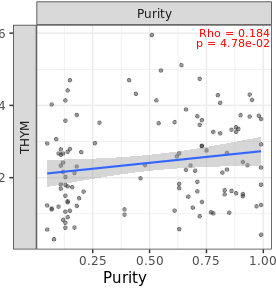 Purity
Rho = 0.184
p = 4.78e-02
6
4
2
THYM
0.25
0.50
0.75
1.00
Purity